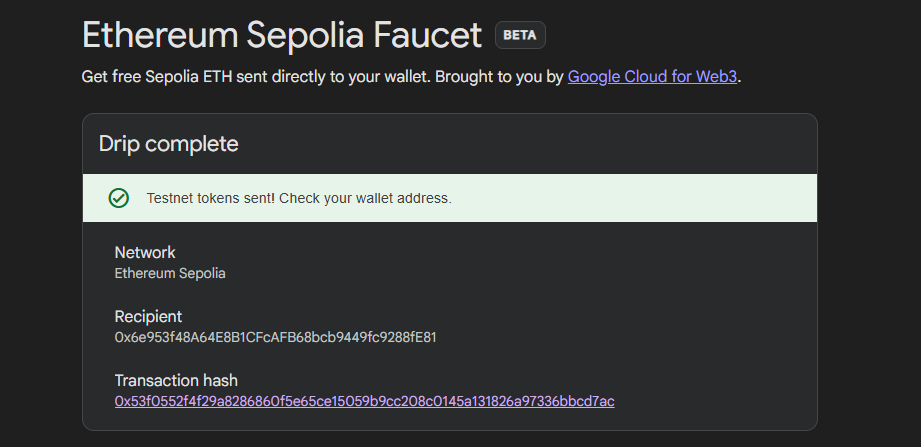 Ethereum Sepolia Faucet BETA
Get free Sepolia ETH sent directly to your wallet. Brought to you by Google Cloud for Web3.
Drip complete
Testnet tokens sent! Check your wallet address.
Network
Ethereum Sepolia
Recipient
0x6e953f48A64E8B1CFcAFB68bcb9449fc9288fE81
Transaction hash
0x53f0552f4f29a8286860f5e65ce15059b9cc208c0145a131826a97336bbcd7ac